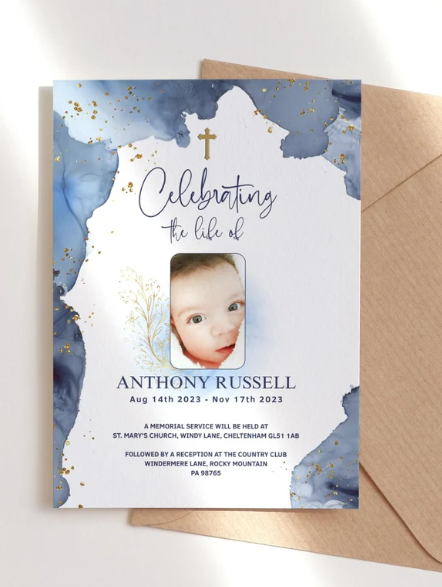 Celebrating
the life of
ANTHONY RUSSELL
Aug 14th 2023 - Nov 17th 2023
A MEMORIAL SERVICE WILL BE HELD AT
ST. MARY'S CHURCH, WINDY LANE, CHELTENHAM GL51 1AB
FOLLOWED BY A RECEPTION AT THE COUNTRY CLUB
WINDERMERE LANE, ROCKY MOUNTAIN
PA 98765